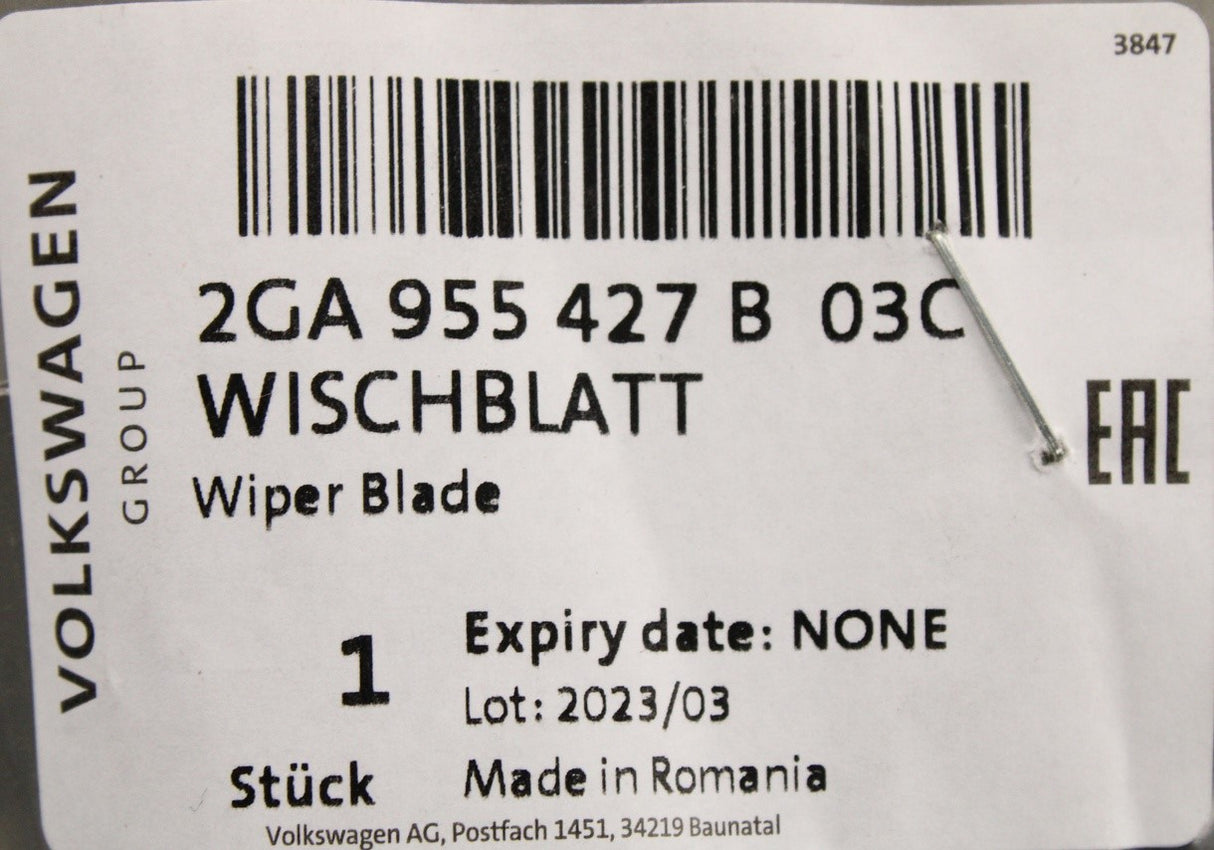 3847
VOLKSWAGEN
GROUP
2GA 955 427 B 03C
WISCHBLATT
Wiper Blade
EAC
1
Expiry date: NONE
Lot: 2023/03
Stück
Made in Romania
Volkswagen AG, Postfach 1451, 34219 Baunatal